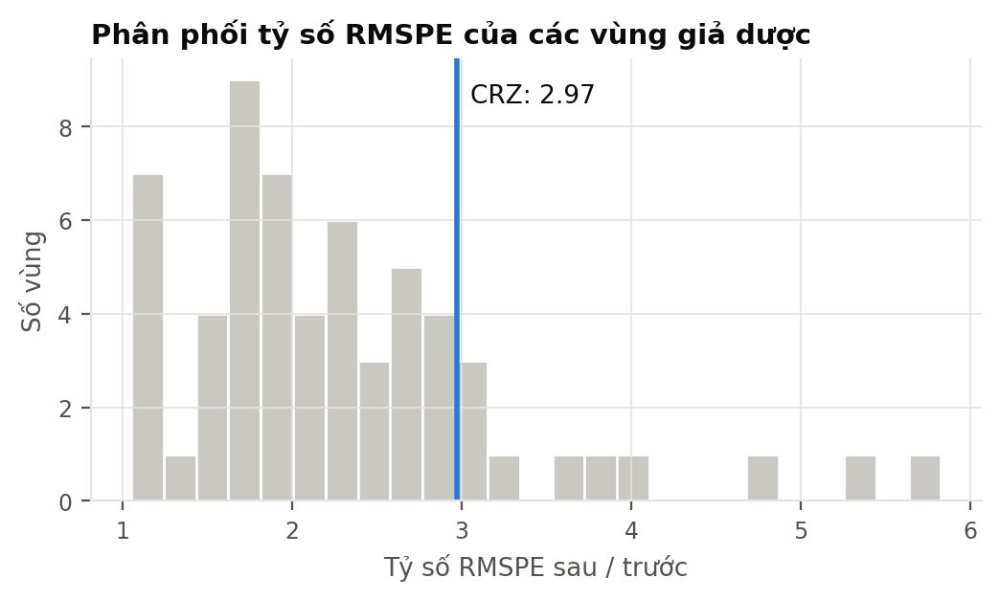 Phân phối tỷ số RMSPE của các vùng giả dược
CRZ: 2.97
Số vùng
8
6
4
2
0
1 2 3 4 5 6
Tỷ số RMSPE sau / trước